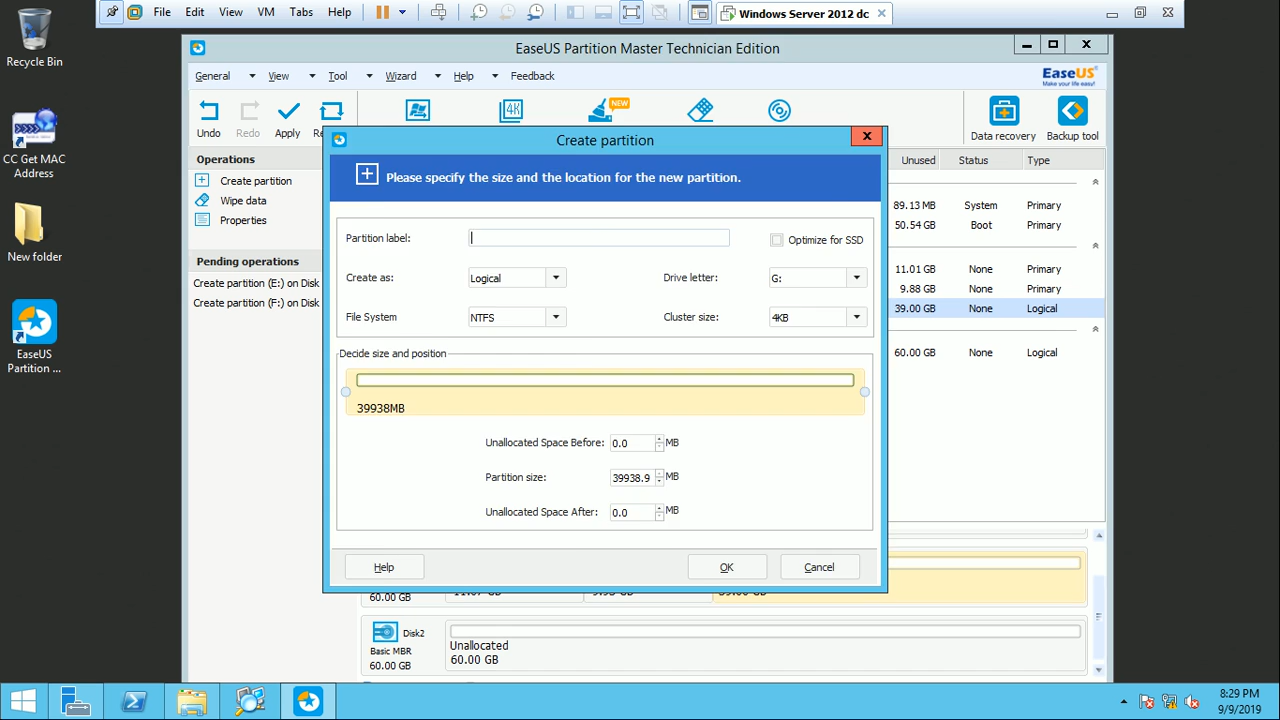 File Edit View VM Tabs Help
Windows Server 2012 dc
Recycle Bin
CC Get MAC
Address
New folder
EaseUS
Partition ...
EaseUS Partition Master Technician Edition
General View Tool Wizard Help Feedback
EaseUS
Make your life easy!
4K
NEW
Undo Redo Apply Re
Data recovery Backup tool
Operations
Create partition
Wipe data
Properties
Pending operations
Create partition (E:) on Disk
Create partition (F:) on Disk
Unused Status Type
89.13 MB System Primary
50.54 GB Boot Primary
11.01 GB None Primary
9.88 GB None Primary
39.00 GB None Logical
60.00 GB None Logical
Create partition
Please specify the size and the location for the new partition.
Partition label:
Optimize for SSD
Create as: Logical Drive letter: G:
File System NTFS Cluster size: 4KB
Decide size and position
39938MB
Unallocated Space Before: 0.0 MB
Partition size: 39938.9 MB
Unallocated Space After: 0.0 MB
Help OK Cancel
60.00 GB
Disk2
Basic MBR
60.00 GB
Unallocated
60.00 GB
8:29 PM
9/9/2019